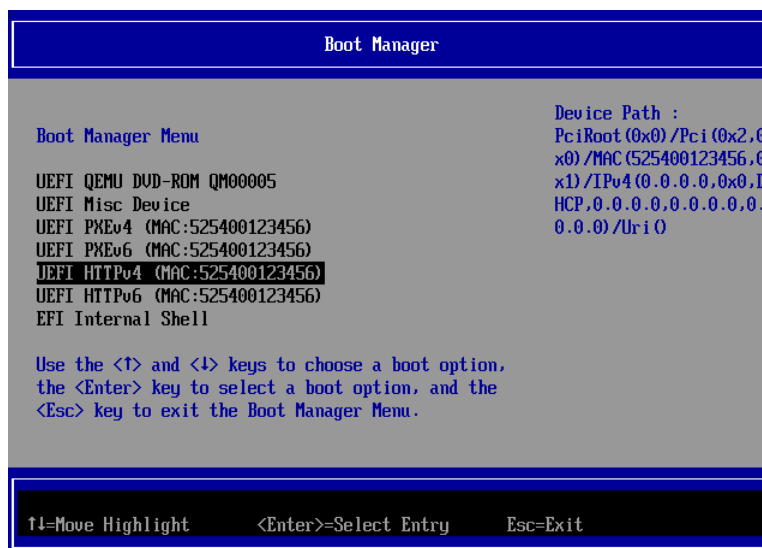 Boot Manager
Device Path :
Boot Manager Menu
PciRoot(0x0)/Pci(0x2,
x0)/MAC(525400123456,
UEFI QEMU DVD-ROM QM00005
x1)/IPv4(0.0.0.0,0x0,
UEFI Misc Device
HCP,0.0.0.0,0.0.0.0,0.
UEFI PXEv4 (MAC:525400123456)
0.0.0)/Uri()
UEFI PXEv6 (MAC:525400123456)
UEFI HTTPv4 (MAC:525400123456)
UEFI HTTPv6 (MAC:525400123456)
EFI Internal Shell
Use the <↑> and <↓> keys to choose a boot option,
the <Enter> key to select a boot option, and the
<Esc> key to exit the Boot Manager Menu.
↑↓=Move Highlight <Enter>=Select Entry Esc=Exit